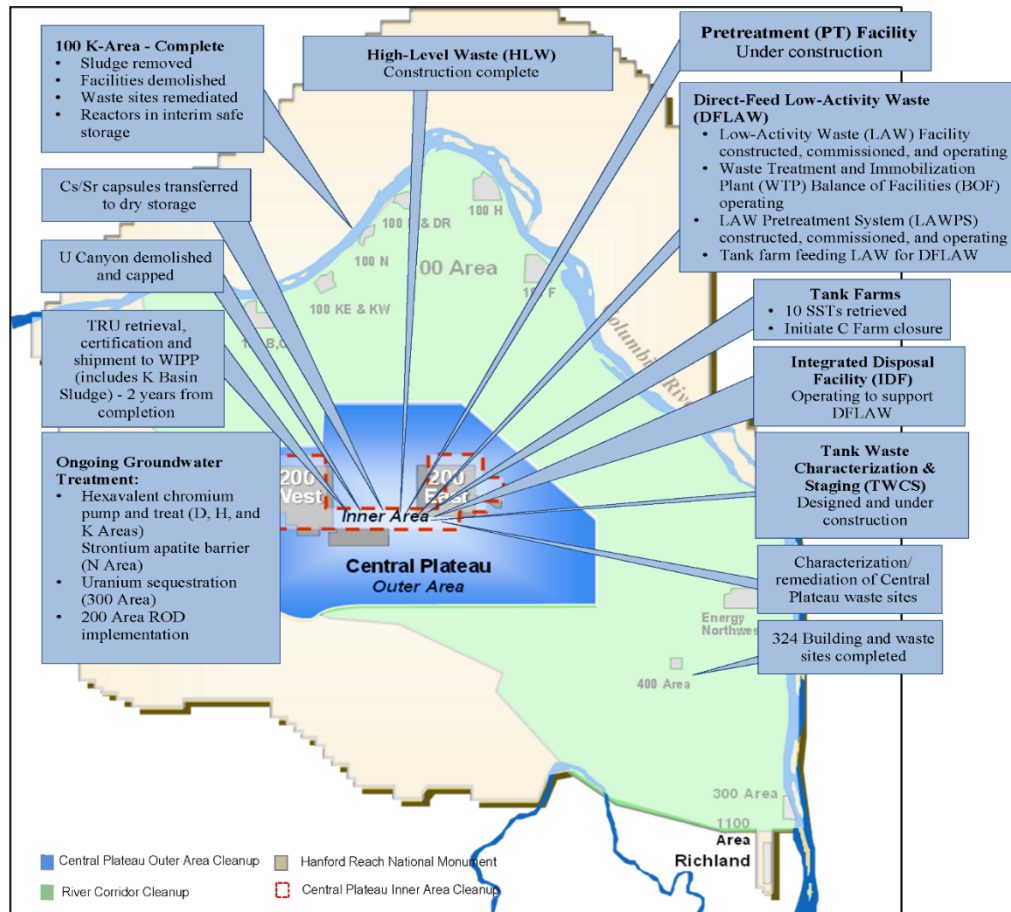 100 K-Area - Complete
• Sludge removed
• Facilities demolished
• Waste sites remediated
• Reactors in interim safe
storage
High-Level Waste (HLW)
Construction complete
Pretreatment (PT) Facility
Under construction
Direct-Feed Low-Activity Waste
(DFLAW)
• Low-Activity Waste (LAW) Facility
constructed, commissioned, and operating
• Waste Treatment and Immobilization
Plant (WTP) Balance of Facilities (BOF)
operating
• LAW Pretreatment System (LAWPS)
constructed, commissioned, and operating
• Tank farm feeding LAW for DFLAW
Cs/Sr capsules transferred
to dry storage
U Canyon demolished
and capped
TRU retrieval,
certification and
shipment to WIPP
(includes K Basin
Sludge) - 2 years from
completion
Ongoing Groundwater
Treatment:
• Hexavalent chromium
pump and treat (D, H, and
K Areas)
Strontium apatite barrier
(N Area)
• Uranium sequestration
(300 Area)
• 200 Area ROD
implementation
Tank Farms
• 10 SSTs retrieved
• Initiate C Farm closure
Integrated Disposal
Facility (IDF)
Operating to support
DFLAW
Tank Waste
Characterization &
Staging (TWCS)
Designed and under
construction
Characterization/
remediation of Central
Plateau waste sites
324 Building and waste
sites completed
100 H
& DR
100 N
00 Area
100 KE & KW
F
B,C
Columbia River
200
West
200
East
Inner Area
Central Plateau
Outer Area
Energy
Northwest
400 Area
300 Area
1100
Area
Richland
Central Plateau Outer Area Cleanup
Hanford Reach National Monument
River Corridor Cleanup
Central Plateau Inner Area Cleanup